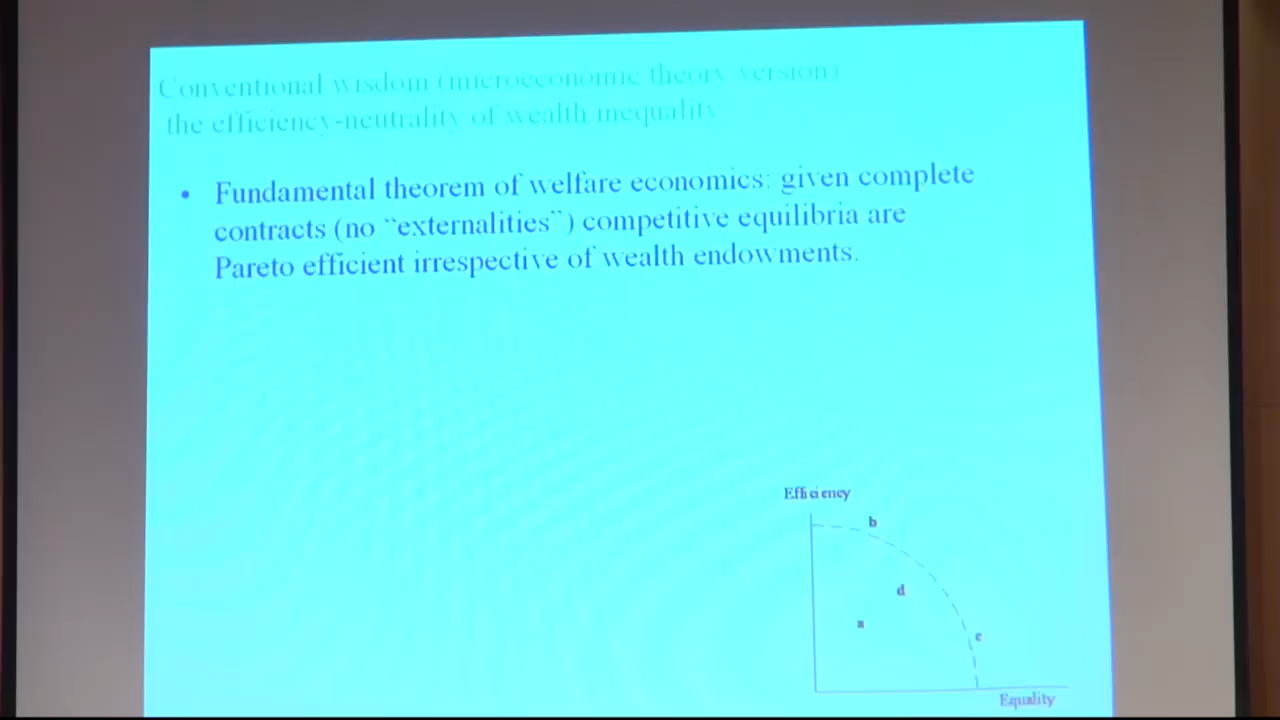 Conventional wisdom (microeconomic theory version)
the efficiency-neutrality of wealth inequality
• Fundamental theorem of welfare economics: given complete
contracts (no “externalities”) competitive equilibria are
Pareto efficient irrespective of wealth endowments.
Efficiency
b
d
a
c
Equality